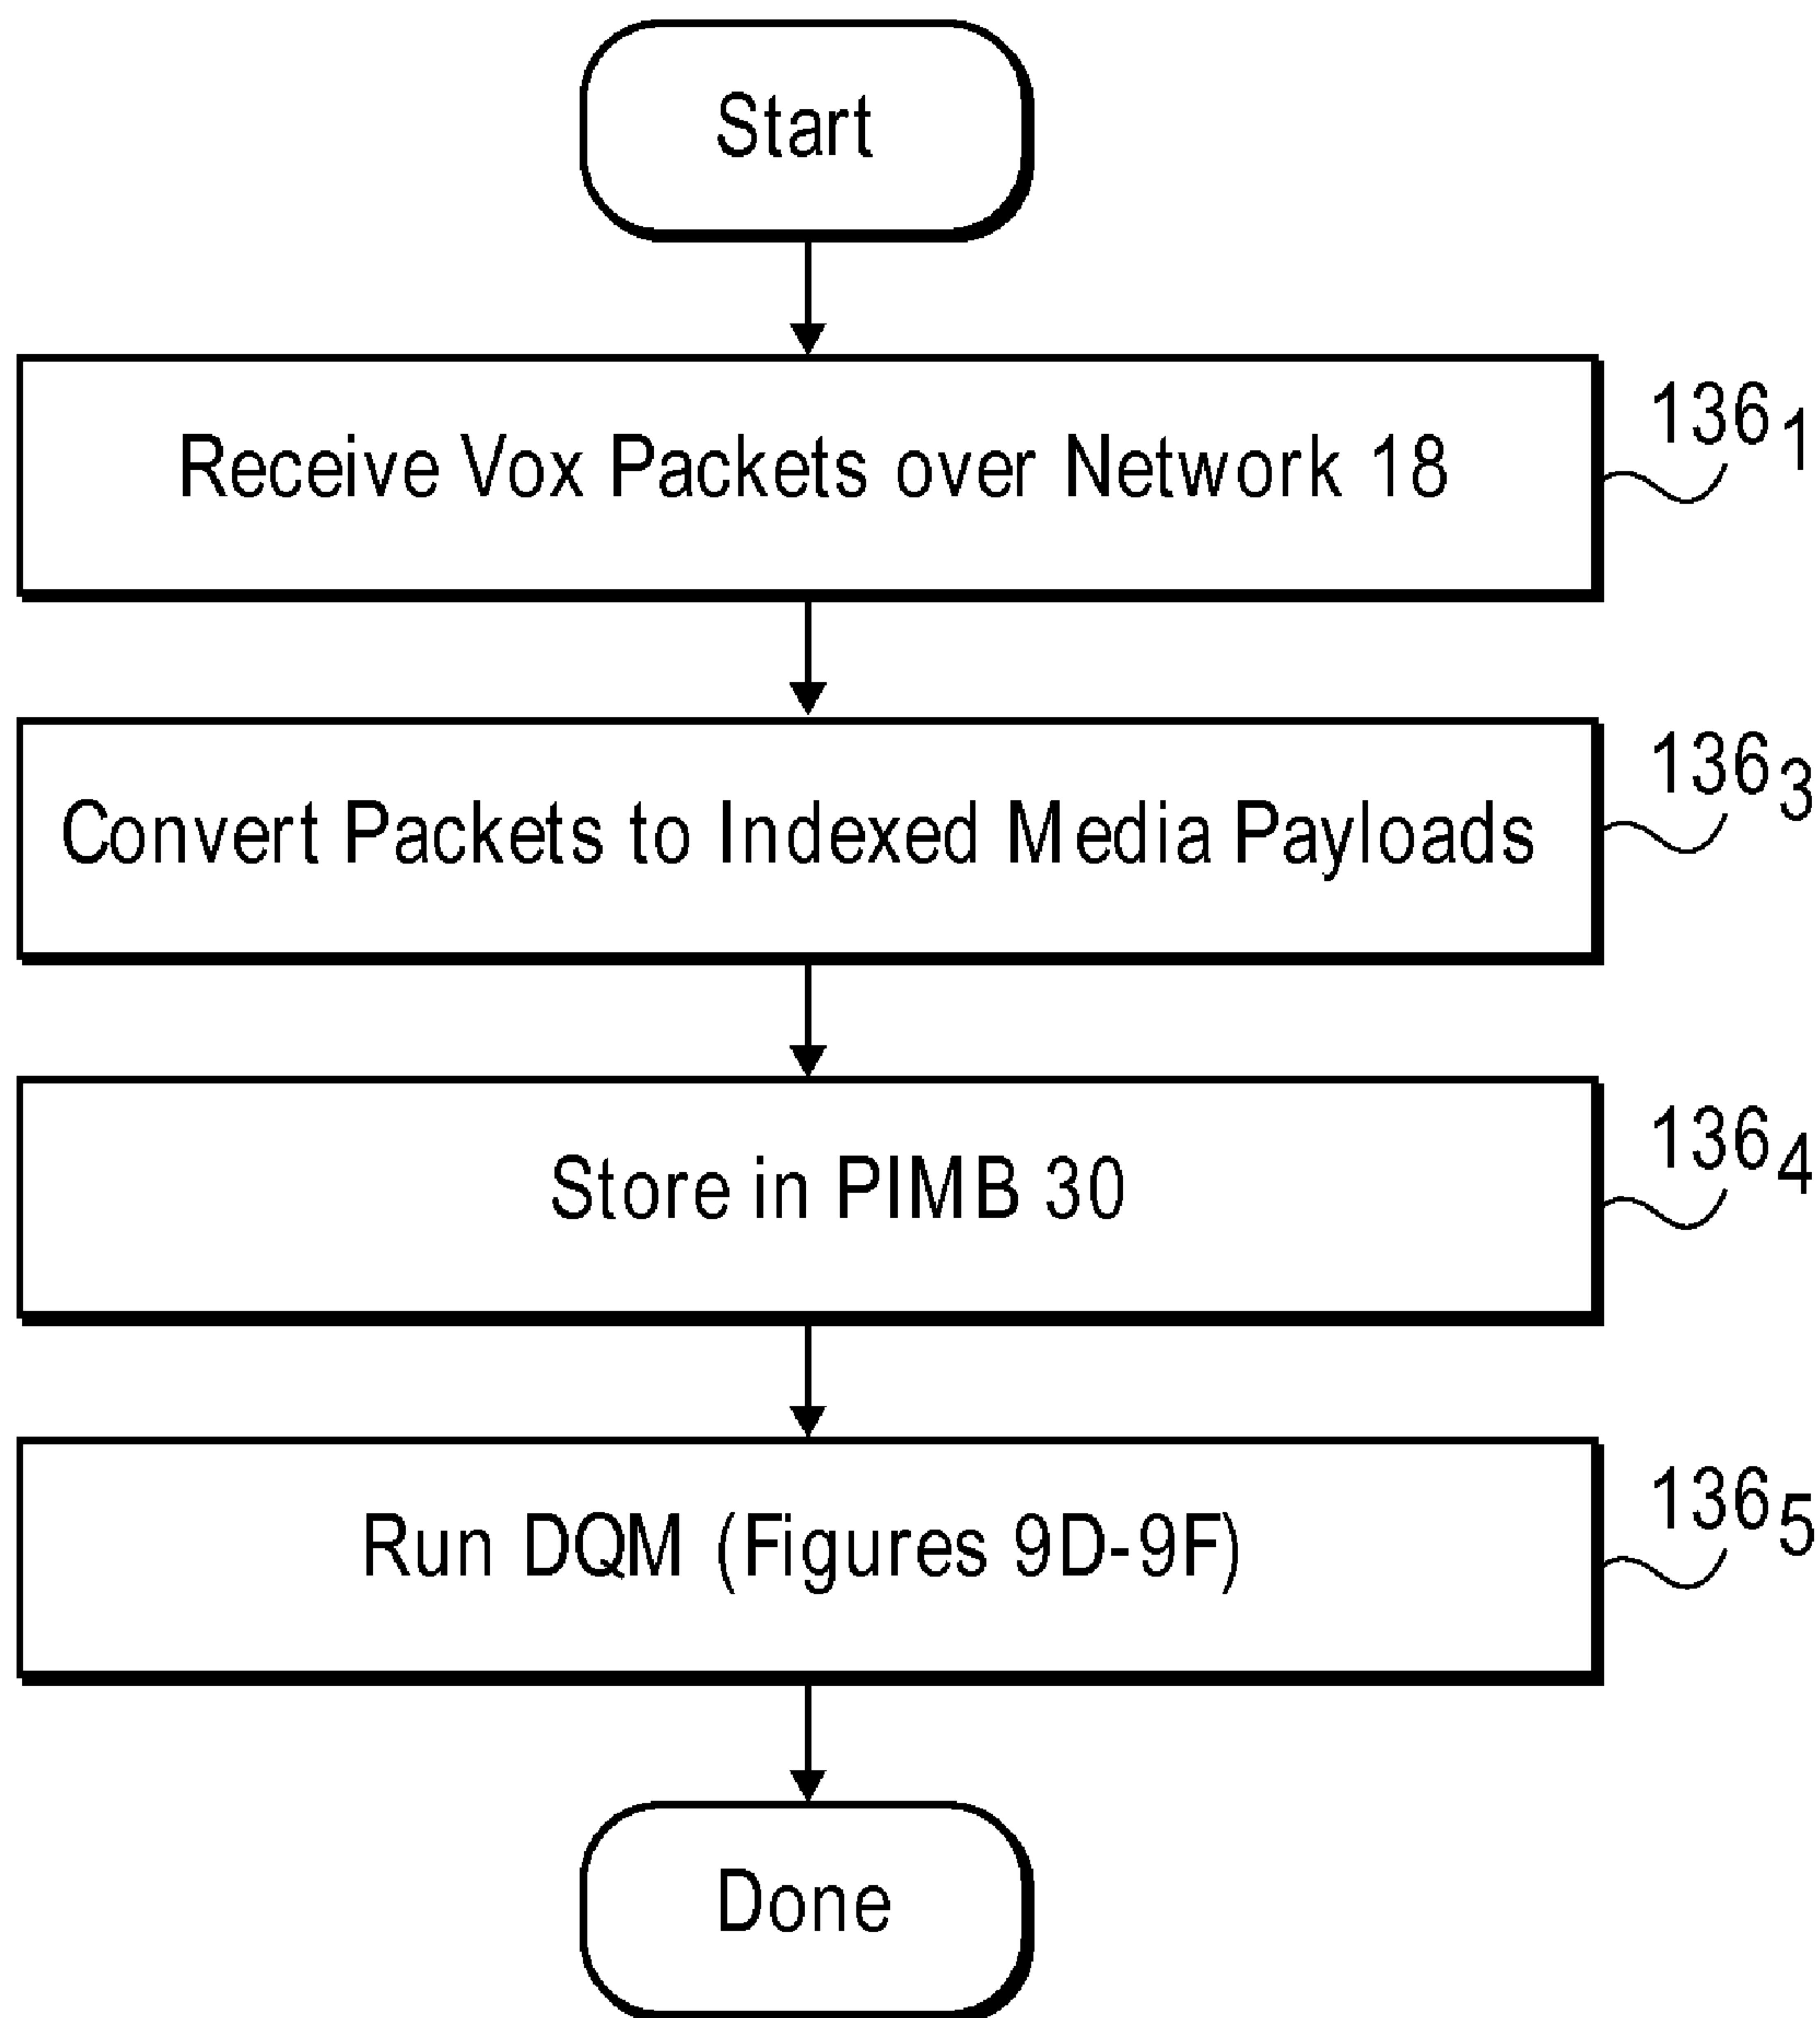 Start
Receive Vox Packets over Network 18
136₁
Convert Packets to Indexed Media Payloads
136₃
Store in PIMB 30
136₄
Run DQM (Figures 9D-9F)
136₅
Done